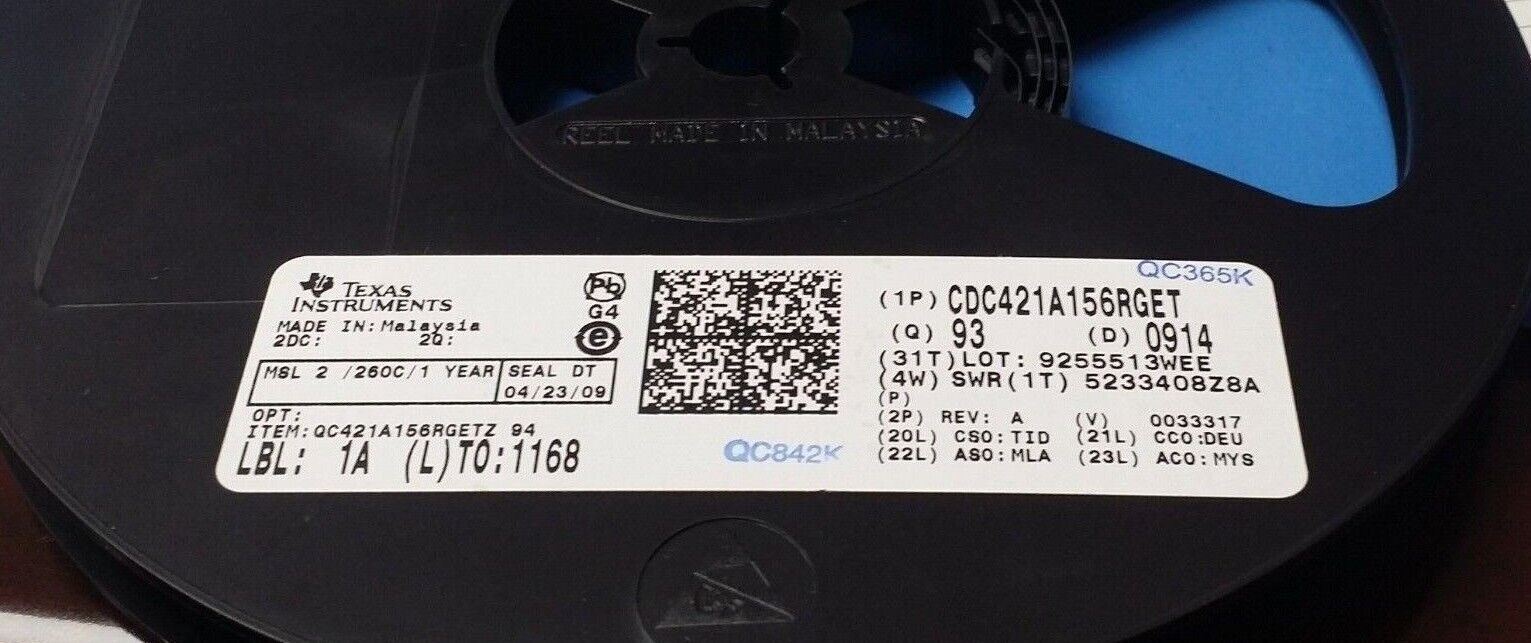 REEL MADE IN MALAYSIA
TEXAS
INSTRUMENTS
MADE IN: Malaysia
2DC: 2Q:
Pb
G4
e
MSL 2 /260C/1 YEAR
SEAL DT
04/23/09
OPT:
ITEM:QC421A156RGETZ 94
LBL: 1A (L)TO:1168
QC365K
(1P) CDC421A156RGET
(Q) 93 (D) 0914
(31T)LOT: 9255513WEE
(4W) SWR(1T) 5233408Z8A
(P)
(2P) REV: A (V) 0033317
(20L) CSO:TID (21L) CCO:DEU
(22L) ASO:MLA (23L) ACO:MYS
QC842K